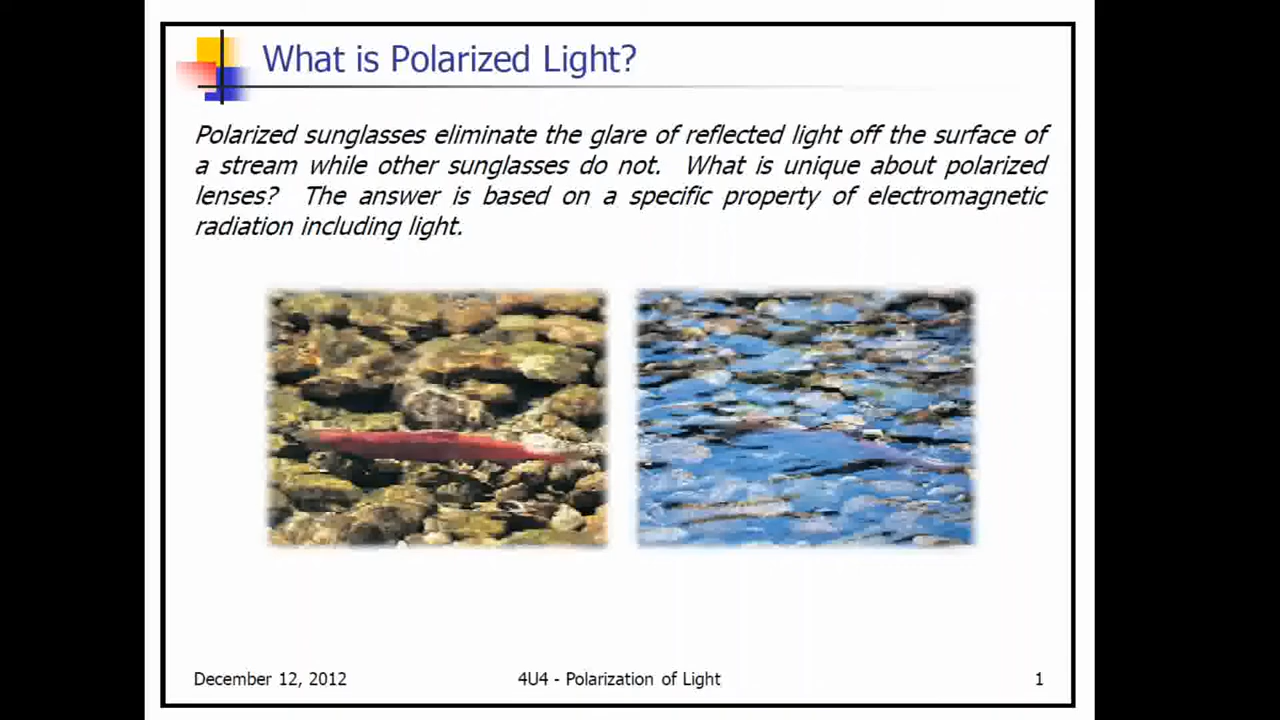 What is Polarized Light?
Polarized sunglasses eliminate the glare of reflected light off the surface of
a stream while other sunglasses do not. What is unique about polarized
lenses? The answer is based on a specific property of electromagnetic
radiation including light.
December 12, 2012
4U4 - Polarization of Light
1